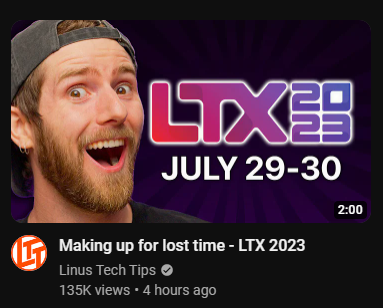 LTX 2023
JULY 29-30
2:00
LTT
Making up for lost time - LTX 2023
Linus Tech Tips
135K views • 4 hours ago